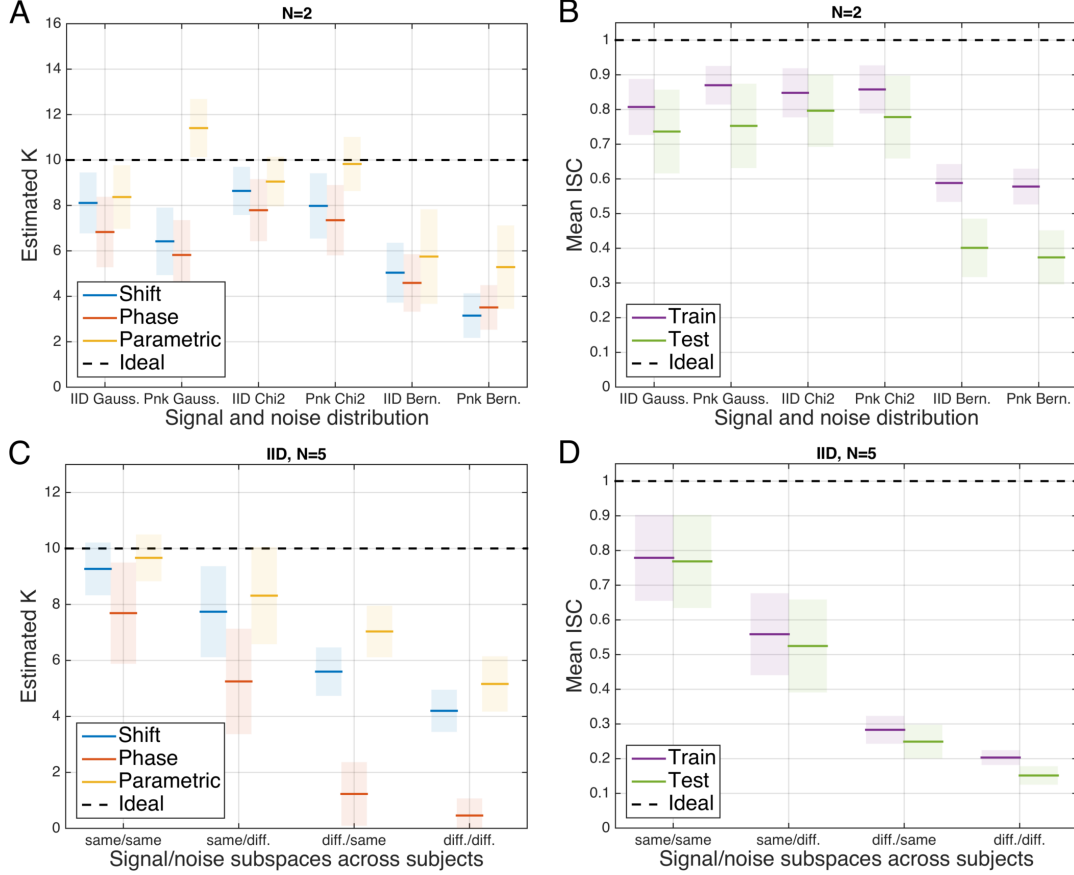 A
N=2
16
14
12
10
8
6
4
2
0
Estimated K
Shift
Phase
Parametric
Ideal
IID Gauss. Pnk Gauss. IID Chi2 Pnk Chi2 IID Bern. Pnk Bern.
Signal and noise distribution
B
N=2
1
0.9
0.8
0.7
0.6
0.5
0.4
0.3
0.2
0.1
0
Mean ISC
Train
Test
Ideal
IID Gauss. Pnk Gauss. IID Chi2 Pnk Chi2 IID Bern. Pnk Bern.
Signal and noise distribution
C
IID, N=5
12
10
8
6
4
2
0
Estimated K
Shift
Phase
Parametric
Ideal
same/same same/diff. diff./same diff./diff.
Signal/noise subspaces across subjects
D
IID, N=5
1
0.9
0.8
0.7
0.6
0.5
0.4
0.3
0.2
0.1
0
Mean ISC
Train
Test
Ideal
same/same same/diff. diff./same diff./diff.
Signal/noise subspaces across subjects